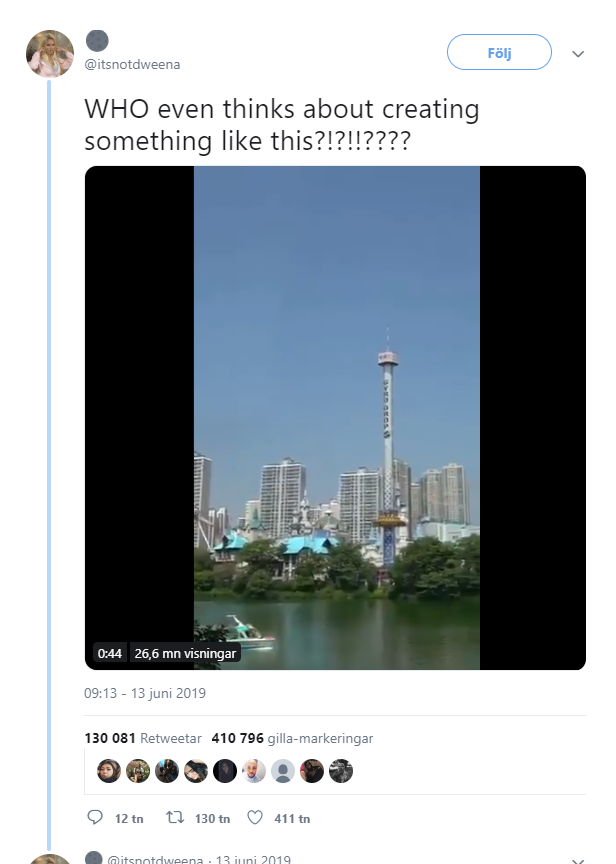 @itsnotdweena
Följ
WHO even thinks about creating
something like this?!?!!????
GYRO DROP
0:44 26,6 mn visningar
09:13 - 13 juni 2019
130 081 Retweetar 410 796 gilla-markeringar
12 tn 130 tn 411 tn
@itsnotdweena · 13 juni 2019